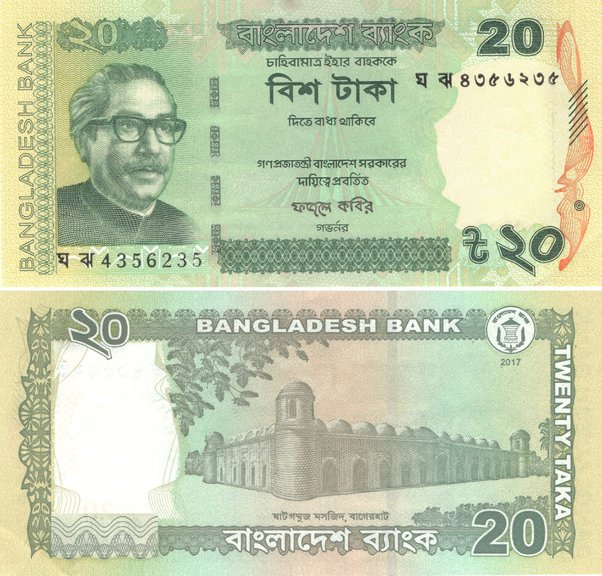 BANGLADESH BANK
২০
বাংলাদেশ ব্যাংক
20
চাহিবামাত্র ইহার বাহককে
ঘ ঝ ৪৩৫৬২৩৫
বিশ টাকা
দিতে বাধ্য থাকিবে
গণপ্রজাতন্ত্রী বাংলাদেশ সরকারের
দায়িত্বে প্রবর্তিত
ফজলে কবির
গভর্নর
ঘ ঝ 4356235
৳২০
২০
BANGLADESH BANK
বাংলাদেশ ব্যাংক
2017
TWENTY TAKA
ষাট গম্বুজ মসজিদ, বাগেরহাট
বাংলাদেশ ব্যাংক
20